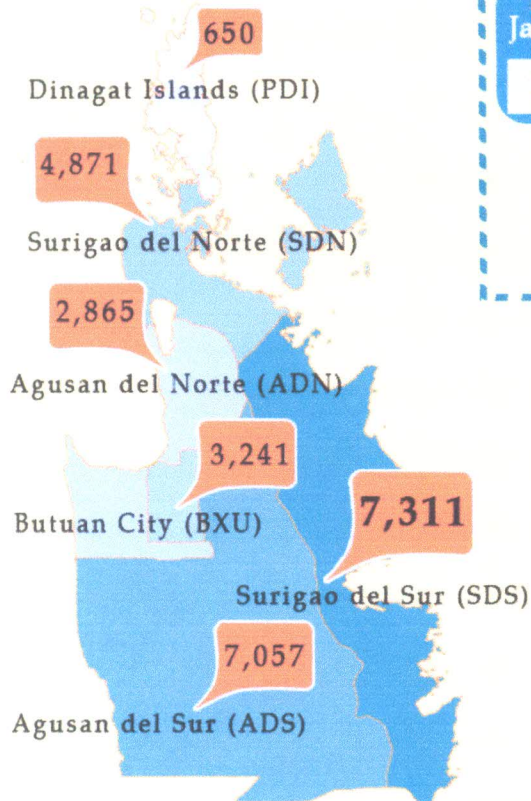 650
Dinagat Islands (PDI)
4,871
Surigao del Norte (SDN)
2,865
Agusan del Norte (ADN)
3,241
Butuan City (BXU)
7,311
Surigao del Sur (SDS)
7,057
Agusan del Sur (ADS)